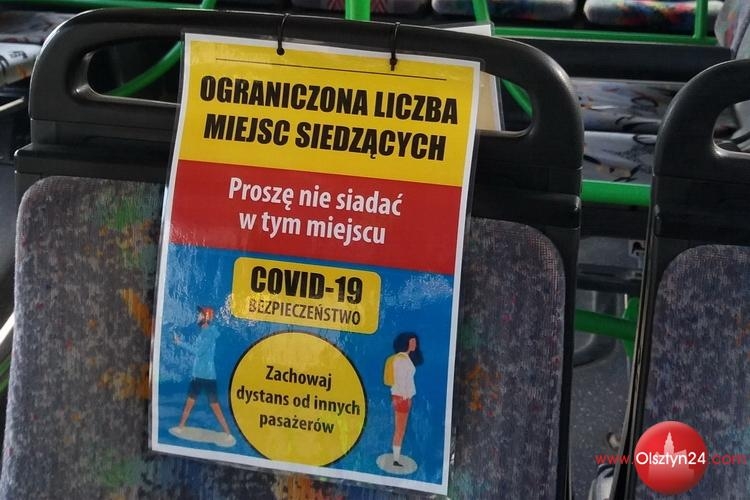 OGRANICZONA LICZBA
MIEJSC SIEDZĄCYCH
Proszę nie siadać
w tym miejscu
COVID-19
BEZPIECZEŃSTWO
Zachowaj
dystans od innych
pasażerów
www.Olsztyn24.com